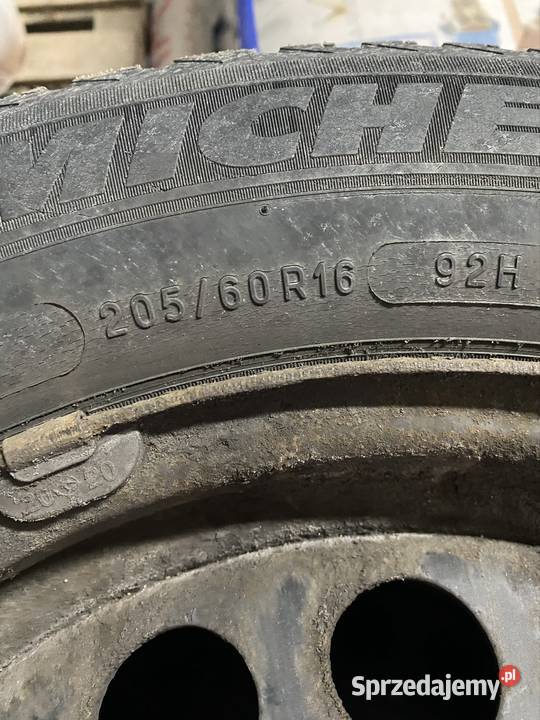 MICHE
205/60R16 92H
Sprzedajemy.pl